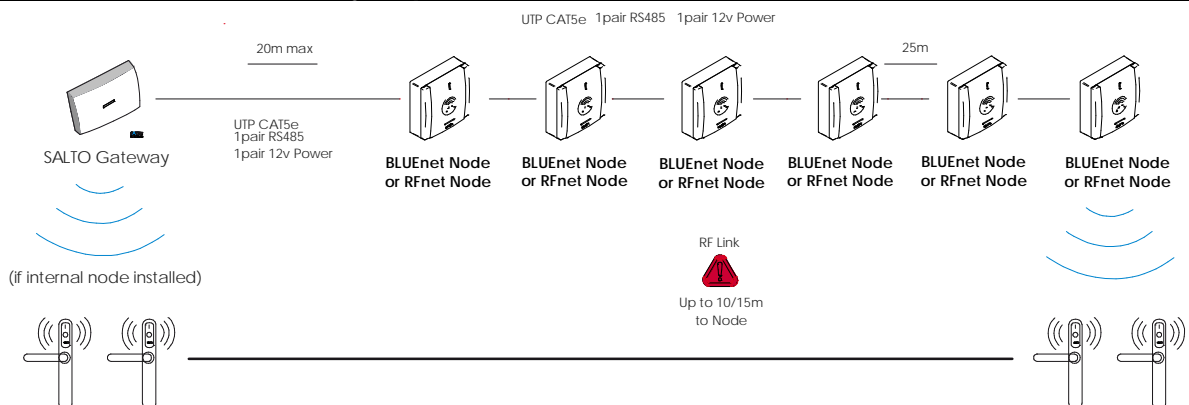 UTP CAT5e 1pair RS485 1pair 12v Power
20m max
25m
UTP CAT5e
1pair RS485
1pair 12v Power
SALTO Gateway
BLUEnet Node
or RFnet Node
BLUEnet Node
or RFnet Node
BLUEnet Node
or RFnet Node
BLUEnet Node
or RFnet Node
BLUEnet Node
or RFnet Node
BLUEnet Node
or RFnet Node
(if internal node installed)
RF Link
Up to 10/15m
to Node